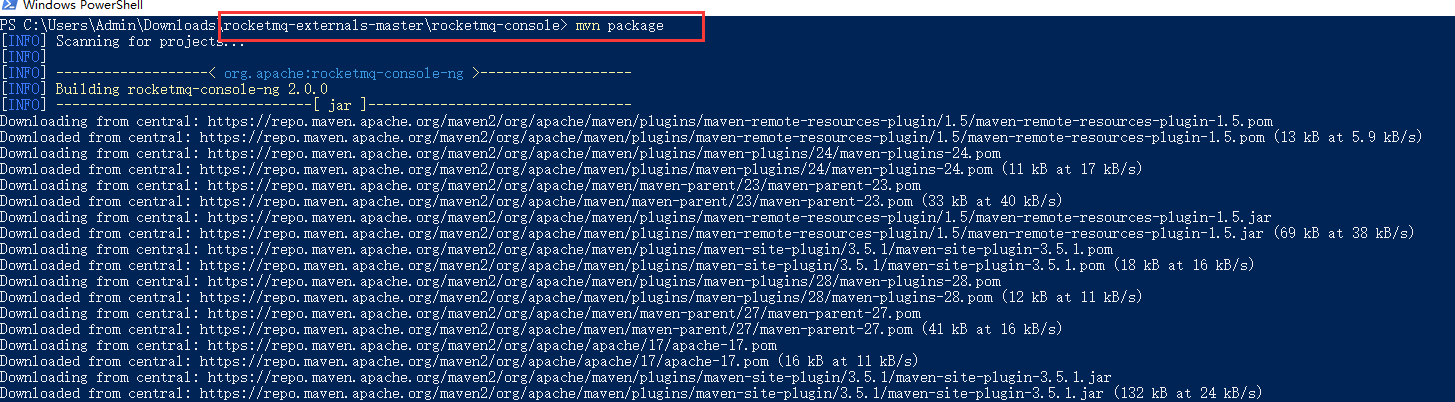 Windows PowerShell
PS C:\Users\Admin\Downloads\rocketmq-externals-master\rocketmq-console> mvn package
[INFO] Scanning for projects...
[INFO]
[INFO] -------------------< org.apache:rocketmq-console-ng >-------------------
[INFO] Building rocketmq-console-ng 2.0.0
[INFO] --------------------------------[ jar ]---------------------------------
Downloading from central: https://repo.maven.apache.org/maven2/org/apache/maven/plugins/maven-remote-resources-plugin/1.5/maven-remote-resources-plugin-1.5.pom
Downloaded from central: https://repo.maven.apache.org/maven2/org/apache/maven/plugins/maven-remote-resources-plugin/1.5/maven-remote-resources-plugin-1.5.pom (13 kB at 5.9 kB/s)
Downloading from central: https://repo.maven.apache.org/maven2/org/apache/maven/plugins/maven-plugins/24/maven-plugins-24.pom
Downloaded from central: https://repo.maven.apache.org/maven2/org/apache/maven/plugins/maven-plugins/24/maven-plugins-24.pom (11 kB at 17 kB/s)
Downloading from central: https://repo.maven.apache.org/maven2/org/apache/maven/maven-parent/23/maven-parent-23.pom
Downloaded from central: https://repo.maven.apache.org/maven2/org/apache/maven/maven-parent/23/maven-parent-23.pom (33 kB at 40 kB/s)
Downloading from central: https://repo.maven.apache.org/maven2/org/apache/maven/plugins/maven-remote-resources-plugin/1.5/maven-remote-resources-plugin-1.5.jar
Downloaded from central: https://repo.maven.apache.org/maven2/org/apache/maven/plugins/maven-remote-resources-plugin/1.5/maven-remote-resources-plugin-1.5.jar (69 kB at 38 kB/s)
Downloading from central: https://repo.maven.apache.org/maven2/org/apache/maven/plugins/maven-site-plugin/3.5.1/maven-site-plugin-3.5.1.pom
Downloaded from central: https://repo.maven.apache.org/maven2/org/apache/maven/plugins/maven-site-plugin/3.5.1/maven-site-plugin-3.5.1.pom (18 kB at 16 kB/s)
Downloading from central: https://repo.maven.apache.org/maven2/org/apache/maven/plugins/maven-plugins/28/maven-plugins-28.pom
Downloaded from central: https://repo.maven.apache.org/maven2/org/apache/maven/plugins/maven-plugins/28/maven-plugins-28.pom (12 kB at 11 kB/s)
Downloading from central: https://repo.maven.apache.org/maven2/org/apache/maven/maven-parent/27/maven-parent-27.pom
Downloaded from central: https://repo.maven.apache.org/maven2/org/apache/maven/maven-parent/27/maven-parent-27.pom (41 kB at 16 kB/s)
Downloading from central: https://repo.maven.apache.org/maven2/org/apache/apache/17/apache-17.pom
Downloaded from central: https://repo.maven.apache.org/maven2/org/apache/apache/17/apache-17.pom (16 kB at 11 kB/s)
Downloading from central: https://repo.maven.apache.org/maven2/org/apache/maven/plugins/maven-site-plugin/3.5.1/maven-site-plugin-3.5.1.jar
Downloaded from central: https://repo.maven.apache.org/maven2/org/apache/maven/plugins/maven-site-plugin/3.5.1/maven-site-plugin-3.5.1.jar (132 kB at 24 kB/s)